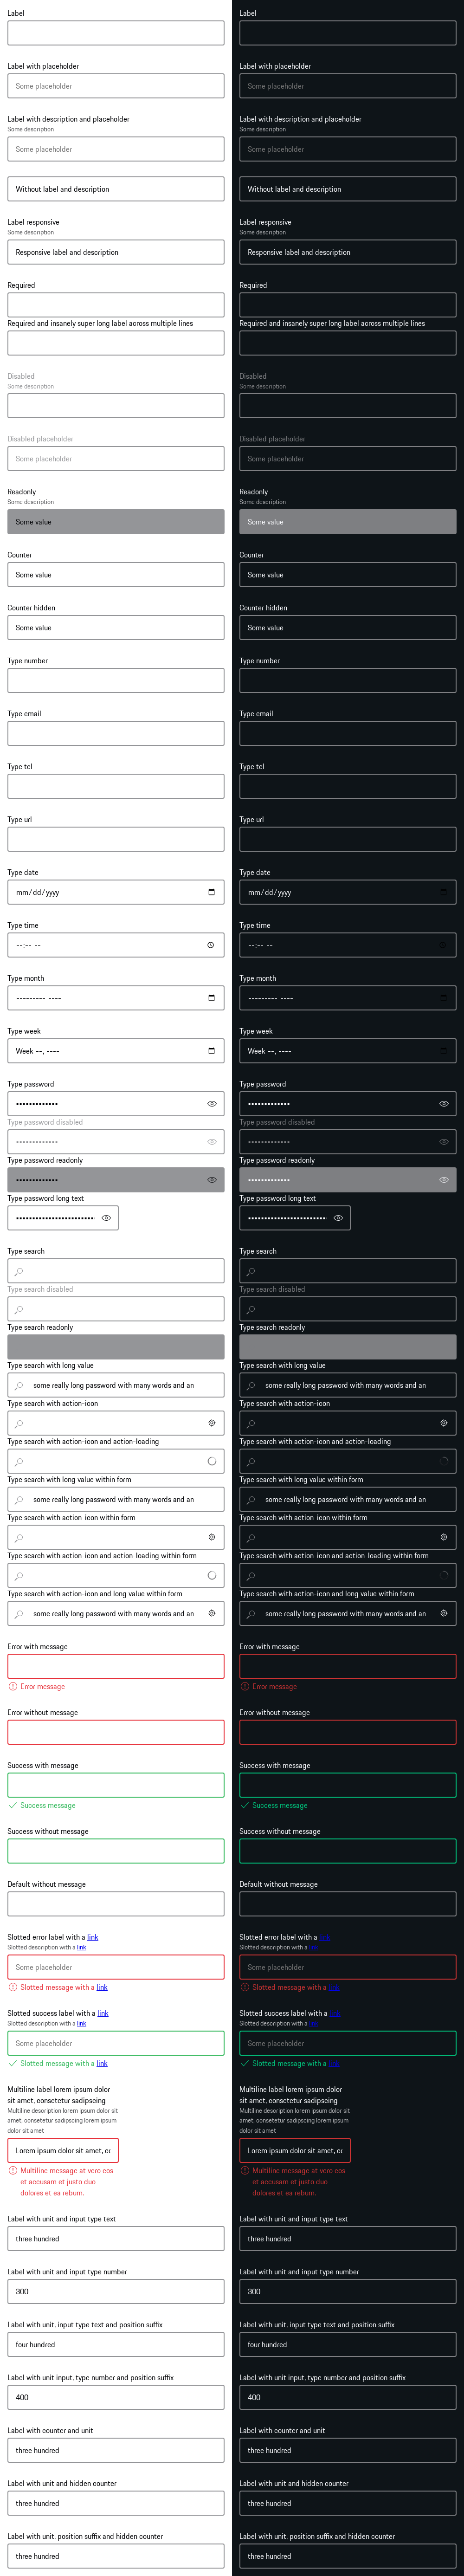 Label
Label with placeholder
Some placeholder
Label with description and placeholder
Some description
Some placeholder
Without label and description
Label responsive
Some description
Responsive label and description
Required
Required and insanely super long label across multiple lines
Disabled
Some description
Disabled placeholder
Some placeholder
Readonly
Some description
Some value
Counter
Some value
Counter hidden
Some value
Type number
Type email
Type tel
Type url
Type date
mm/dd/yyyy
Type time
--:-- --
Type month
--------- ----
Type week
Week --, ----
Type password
•••••••••••••
Type password disabled
•••••••••••••
Type password readonly
•••••••••••••
Type password long text
••••••••••••••••••••••••
Type search
Type search disabled
Type search readonly
Type search with long value
some really long password with many words and an
Type search with action-icon
Type search with action-icon and action-loading
Type search with long value within form
some really long password with many words and an
Type search with action-icon within form
Type search with action-icon and action-loading within form
Type search with action-icon and long value within form
some really long password with many words and an
Error with message
Error message
Error without message
Success with message
Success message
Success without message
Default without message
Slotted error label with a link
Slotted description with a link
Some placeholder
Slotted message with a link
Slotted success label with a link
Slotted description with a link
Some placeholder
Slotted message with a link
Multiline label lorem ipsum dolor
sit amet, consetetur sadipscing
Multiline description lorem ipsum dolor sit
amet, consetetur sadipscing lorem ipsum
dolor sit amet
Lorem ipsum dolor sit amet, cc
Multiline message at vero eos
et accusam et justo duo
dolores et ea rebum.
Label with unit and input type text
three hundred
Label with unit and input type number
300
Label with unit, input type text and position suffix
four hundred
Label with unit input, type number and position suffix
400
Label with counter and unit
three hundred
Label with unit and hidden counter
three hundred
Label with unit, position suffix and hidden counter
three hundred
Label
Label with placeholder
Some placeholder
Label with description and placeholder
Some description
Some placeholder
Without label and description
Label responsive
Some description
Responsive label and description
Required
Required and insanely super long label across multiple lines
Disabled
Some description
Disabled placeholder
Some placeholder
Readonly
Some description
Some value
Counter
Some value
Counter hidden
Some value
Type number
Type email
Type tel
Type url
Type date
mm/dd/yyyy
Type time
--:-- --
Type month
--------- ----
Type week
Week --, ----
Type password
•••••••••••••
Type password disabled
•••••••••••••
Type password readonly
•••••••••••••
Type password long text
••••••••••••••••••••••••
Type search
Type search disabled
Type search readonly
Type search with long value
some really long password with many words and an
Type search with action-icon
Type search with action-icon and action-loading
Type search with long value within form
some really long password with many words and an
Type search with action-icon within form
Type search with action-icon and action-loading within form
Type search with action-icon and long value within form
some really long password with many words and an
Error with message
Error message
Error without message
Success with message
Success message
Success without message
Default without message
Slotted error label with a link
Slotted description with a link
Some placeholder
Slotted message with a link
Slotted success label with a link
Slotted description with a link
Some placeholder
Slotted message with a link
Multiline label lorem ipsum dolor
sit amet, consetetur sadipscing
Multiline description lorem ipsum dolor sit
amet, consetetur sadipscing lorem ipsum
dolor sit amet
Lorem ipsum dolor sit amet, cc
Multiline message at vero eos
et accusam et justo duo
dolores et ea rebum.
Label with unit and input type text
three hundred
Label with unit and input type number
300
Label with unit, input type text and position suffix
four hundred
Label with unit input, type number and position suffix
400
Label with counter and unit
three hundred
Label with unit and hidden counter
three hundred
Label with unit, position suffix and hidden counter
three hundred